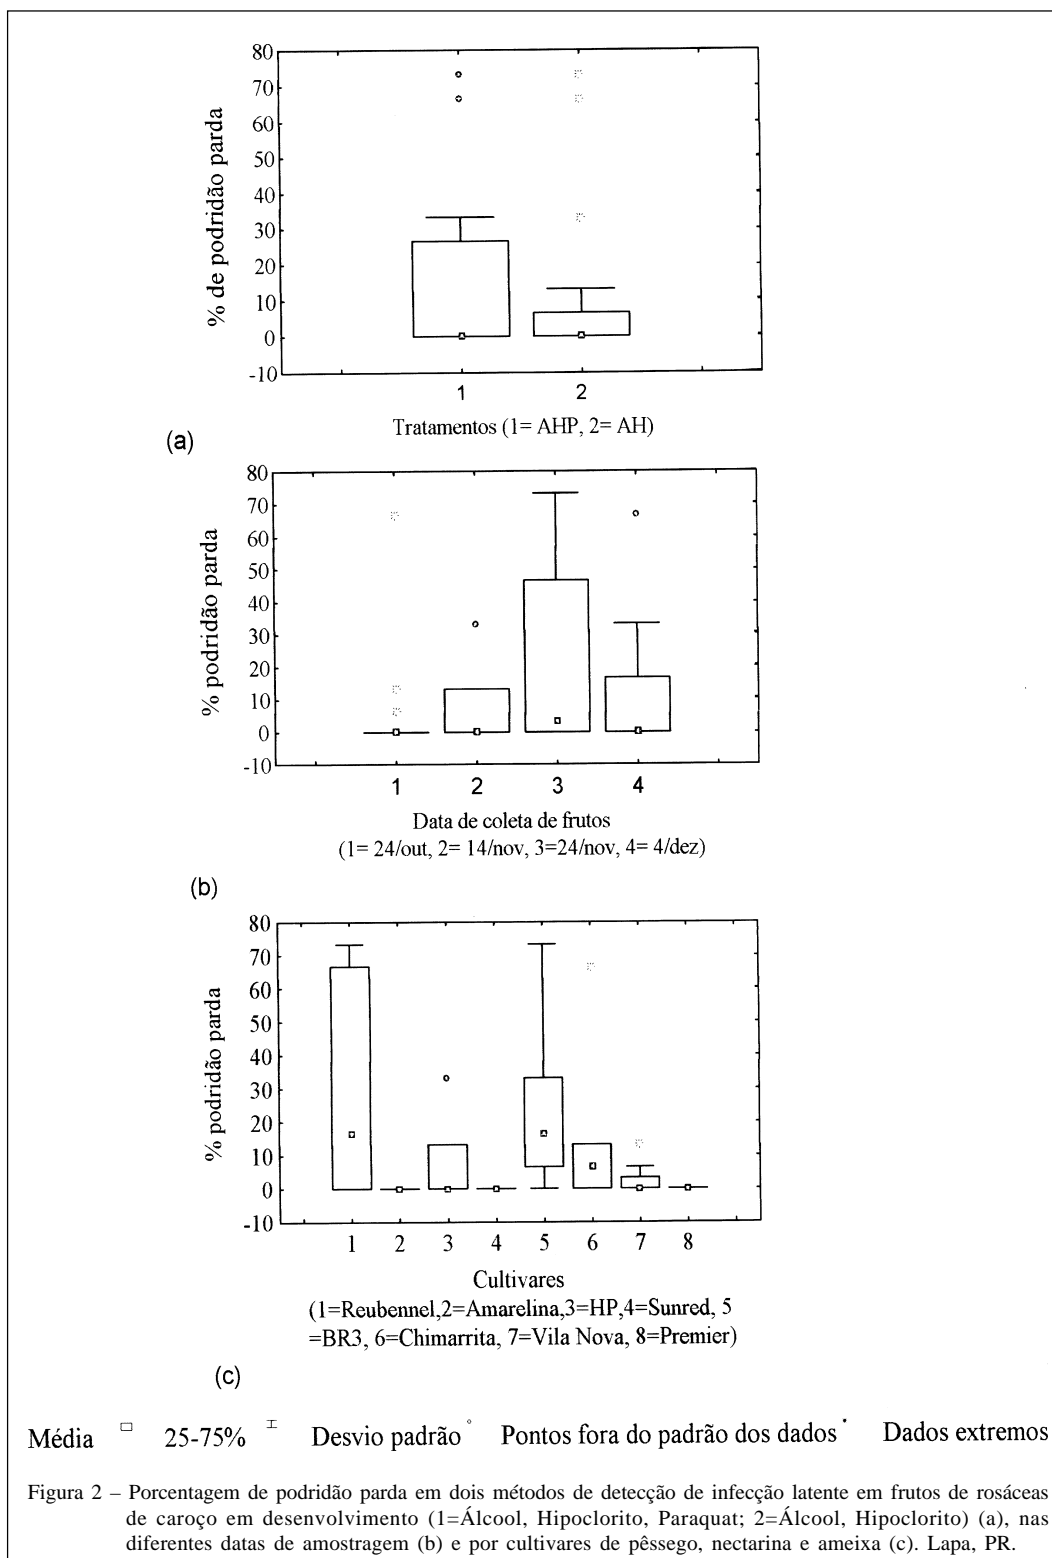 80
70
60
50
40
30
20
10
0
-10
% de podridão parda
1 2
Tratamentos (1= AHP, 2= AH)
(a)
80
70
60
50
40
30
20
10
0
-10
% podridão parda
1 2 3 4
Data de coleta de frutos
(1= 24/out, 2= 14/nov, 3=24/nov, 4= 4/dez)
(b)
80
70
60
50
40
30
20
10
0
-10
% podridão parda
1 2 3 4 5 6 7 8
Cultivares
(1=Reubennel,2=Amarelina,3=HP,4=Sunred, 5
=BR3, 6=Chimarrita, 7=Vila Nova, 8=Premier)
(c)
Média 25-75% Desvio padrão Pontos fora do padrão dos dados Dados extremos
Figura 2 – Porcentagem de podridão parda em dois métodos de detecção de infecção latente em frutos de rosáceas
de caroço em desenvolvimento (1=Álcool, Hipoclorito, Paraquat; 2=Álcool, Hipoclorito) (a), nas
diferentes datas de amostragem (b) e por cultivares de pêssego, nectarina e ameixa (c). Lapa, PR.